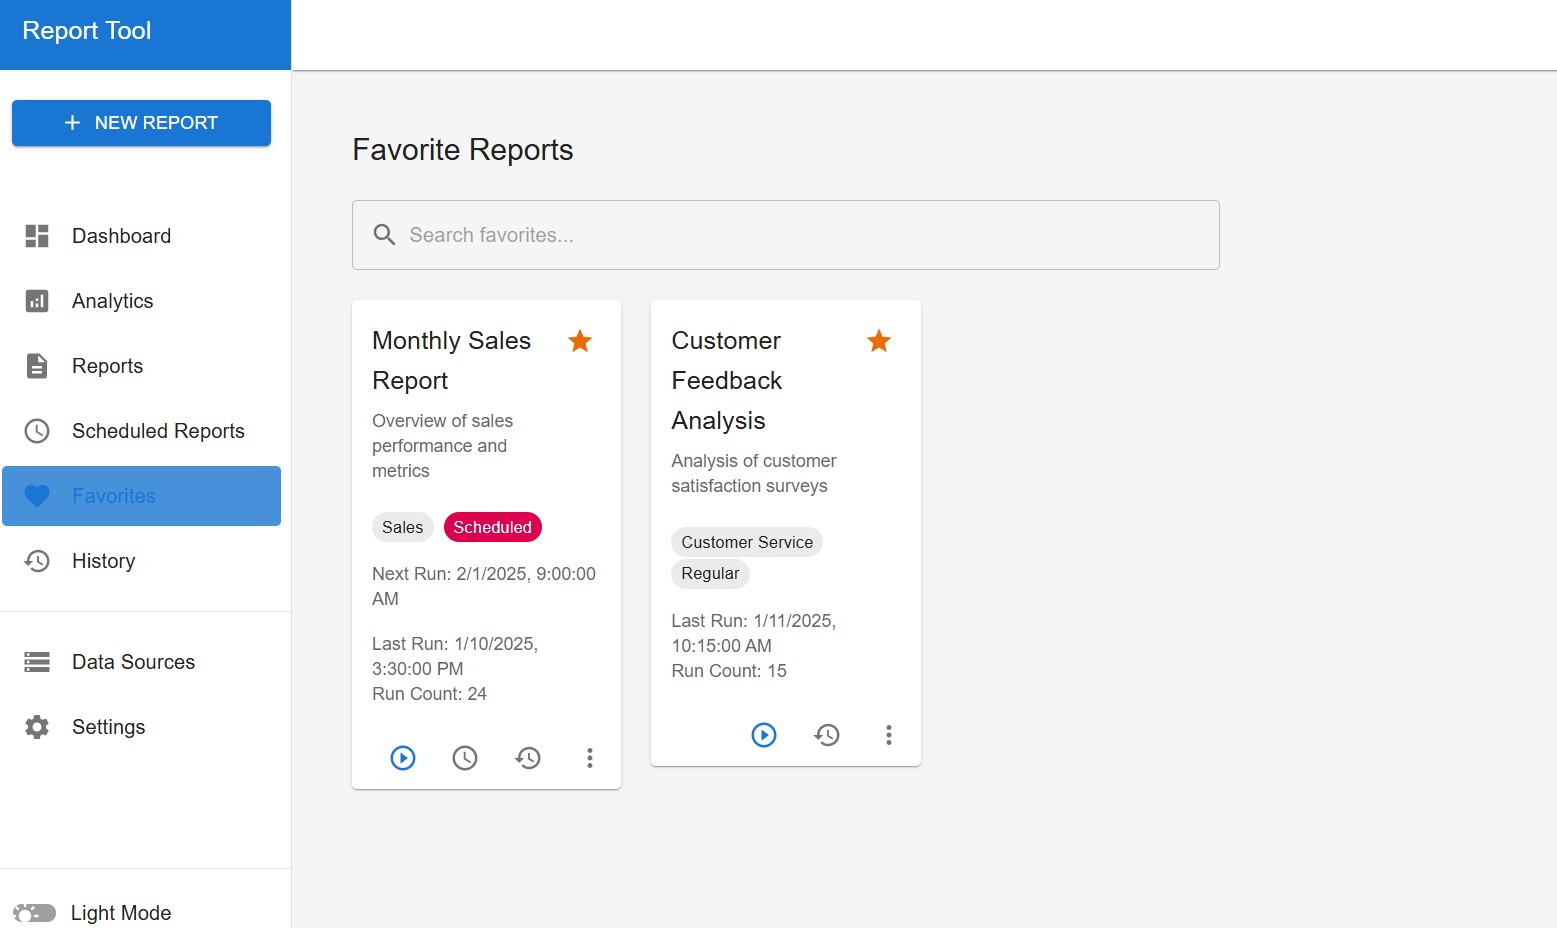 Report Tool
NEW REPORT
Dashboard
Analytics
Reports
Scheduled Reports
Favorites
History
Data Sources
Settings
Light Mode
Favorite Reports
Search favorites...
Monthly Sales
Report
Overview of sales
performance and
metrics
Sales
Scheduled
Next Run: 2/1/2025, 9:00:00
AM
Last Run: 1/10/2025,
3:30:00 PM
Run Count: 24
Customer
Feedback
Analysis
Analysis of customer
satisfaction surveys
Customer Service
Regular
Last Run: 1/11/2025,
10:15:00 AM
Run Count: 15